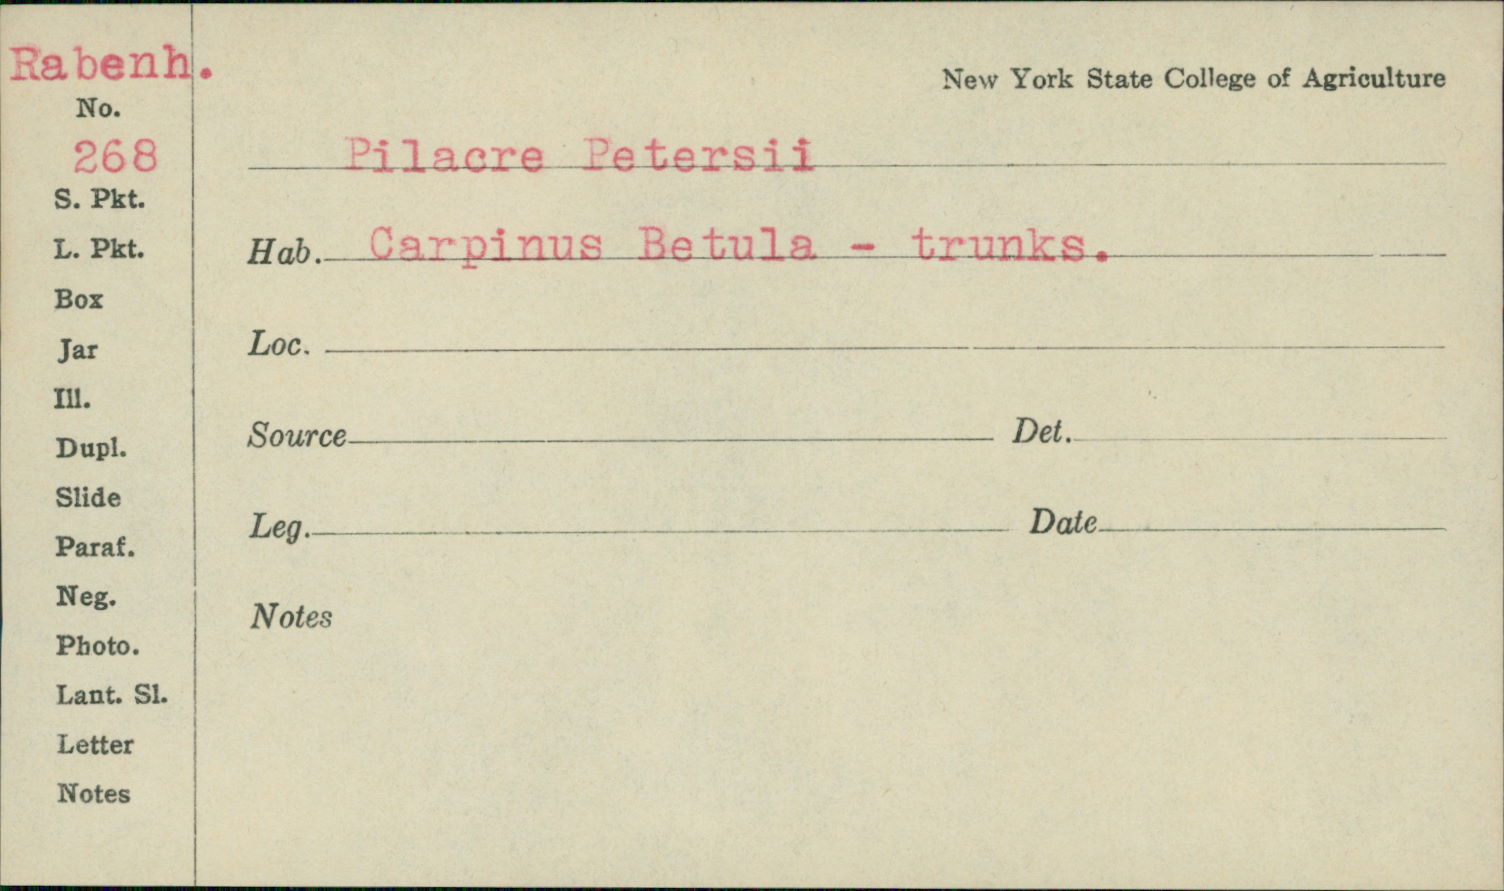 Rabenh.
New York State College of Agriculture
No.
268
Pilacre Petersii
S. Pkt.
L. Pkt.
Hab. Carpinus Betula - trunks.
Box
Jar
Loc.
Ill.
Dupl.
Source Det.
Slide
Leg. Date
Paraf.
Neg.
Notes
Photo.
Lant. Sl.
Letter
Notes